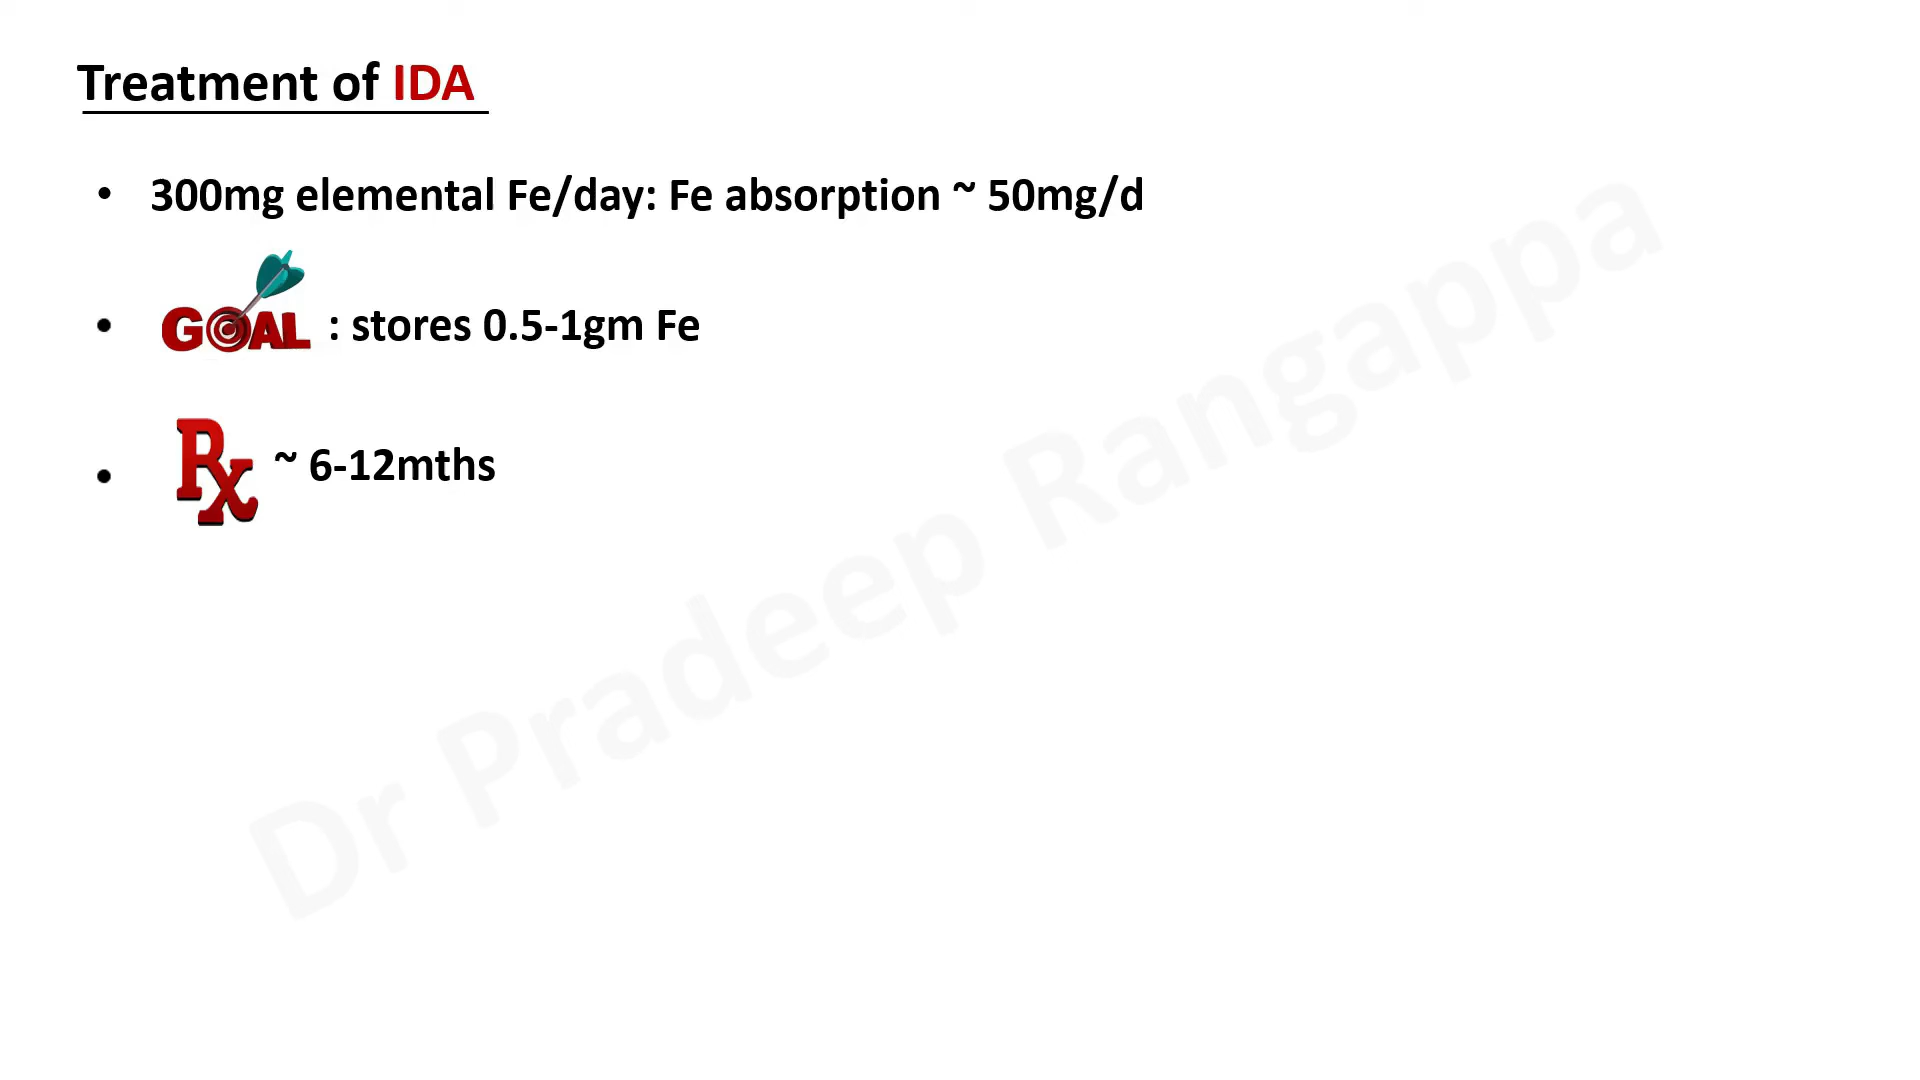 Treatment of IDA
• 300mg elemental Fe/day: Fe absorption ~ 50mg/d
• GOAL : stores 0.5-1gm Fe
• Rx ~ 6-12mths
Dr Pradeep Rangappa